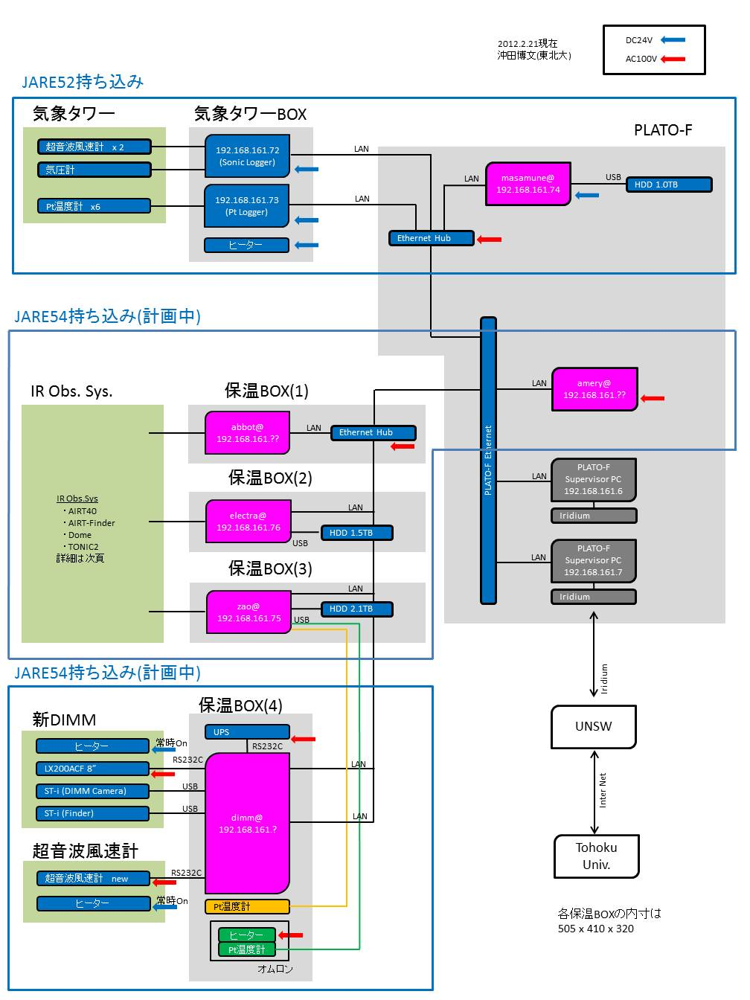 2012.2.21現在
沖田博文(東北大)
DC24V
AC100V
JARE52持ち込み
気象タワー
気象タワーBOX
PLATO-F
超音波風速計 x 2
気圧計
Pt温度計 x6
192.168.161.72
(Sonic Logger)
192.168.161.73
(Pt Logger)
ヒーター
LAN
LAN
LAN
masamune@
192.168.161.74
USB
HDD 1.0TB
Ethernet Hub
JARE54持ち込み(計画中)
IR Obs. Sys.
保温BOX(1)
abbot@
192.168.161.??
LAN
Ethernet Hub
PLATO-F Ethernet
LAN
amery@
192.168.161.??
保温BOX(2)
IR Obs.Sys
・AIRT40
・AIRT-Finder
・Dome
・TONIC2
詳細は次頁
electra@
192.168.161.76
LAN
USB
HDD 1.5TB
LAN
PLATO-F
Supervisor PC
192.168.161.6
Iridium
保温BOX(3)
zao@
192.168.161.75
LAN
USB
HDD 2.1TB
LAN
PLATO-F
Supervisor PC
192.168.161.7
Iridium
Iridium
UNSW
Inter Net
Tohoku
Univ.
JARE54持ち込み(計画中)
新DIMM
保温BOX(4)
ヒーター
常時On
LX200ACF 8”
RS232C
ST-i (DIMM Camera)
USB
ST-i (Finder)
USB
UPS
RS232C
dimm@
192.168.161.?
LAN
LAN
超音波風速計
超音波風速計 new
RS232C
ヒーター
常時On
Pt温度計
ヒーター
Pt温度計
オムロン
各保温BOXの内寸は
505 x 410 x 320